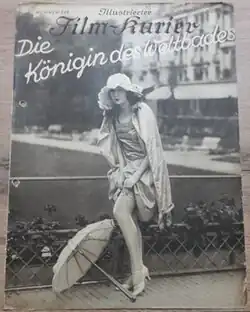 Illustrierter
Film-Kurier
Die
Königin des Weltbades